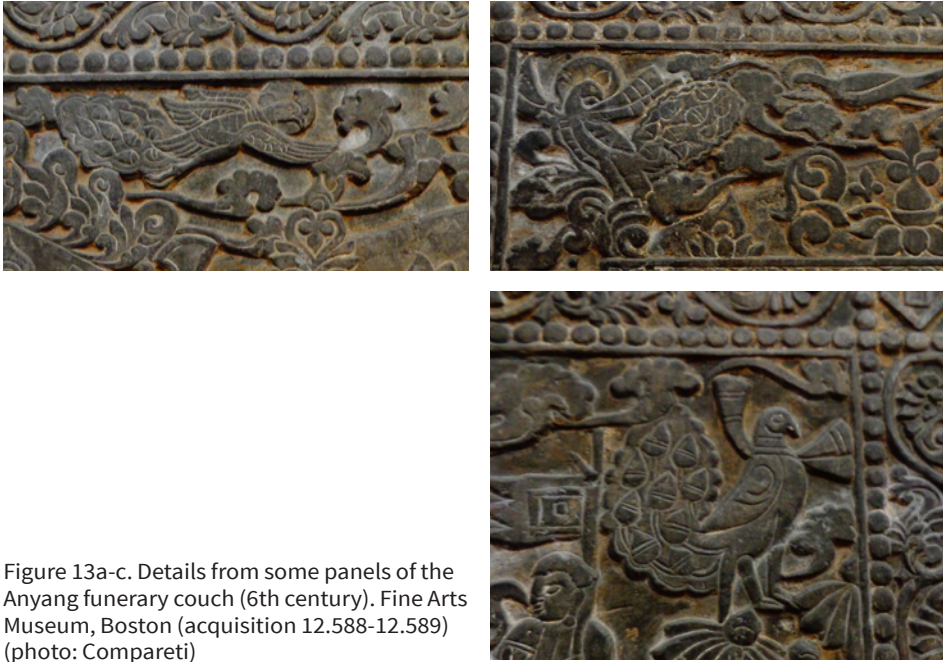 Figure 13a-c. Details from some panels of the
Anyang funerary couch (6th century). Fine Arts
Museum, Boston (acquisition 12.588-12.589)
(photo: Compareti)